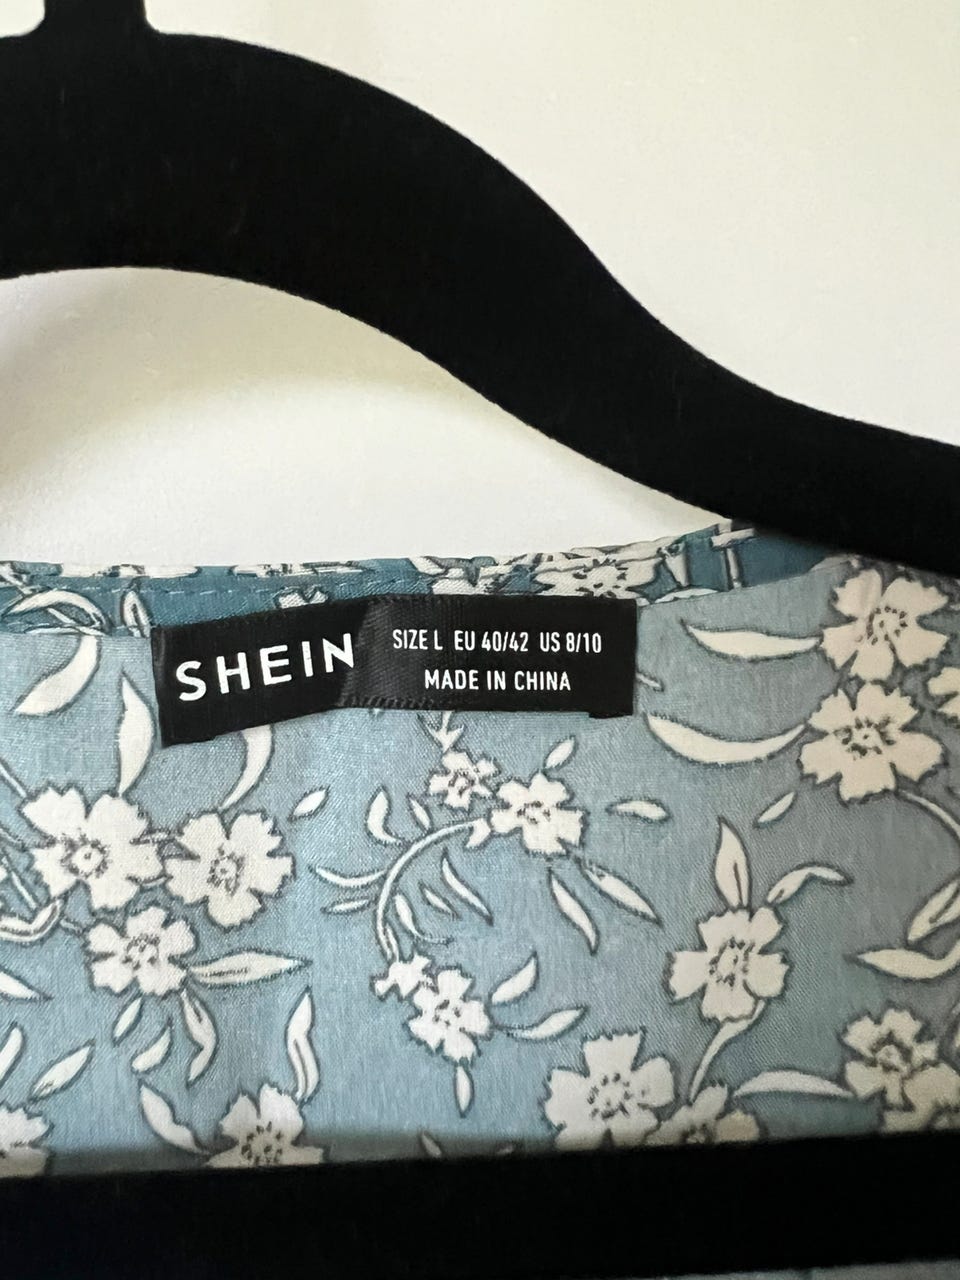 SHEIN
SIZE L EU 40/42 US 8/10
MADE IN CHINA